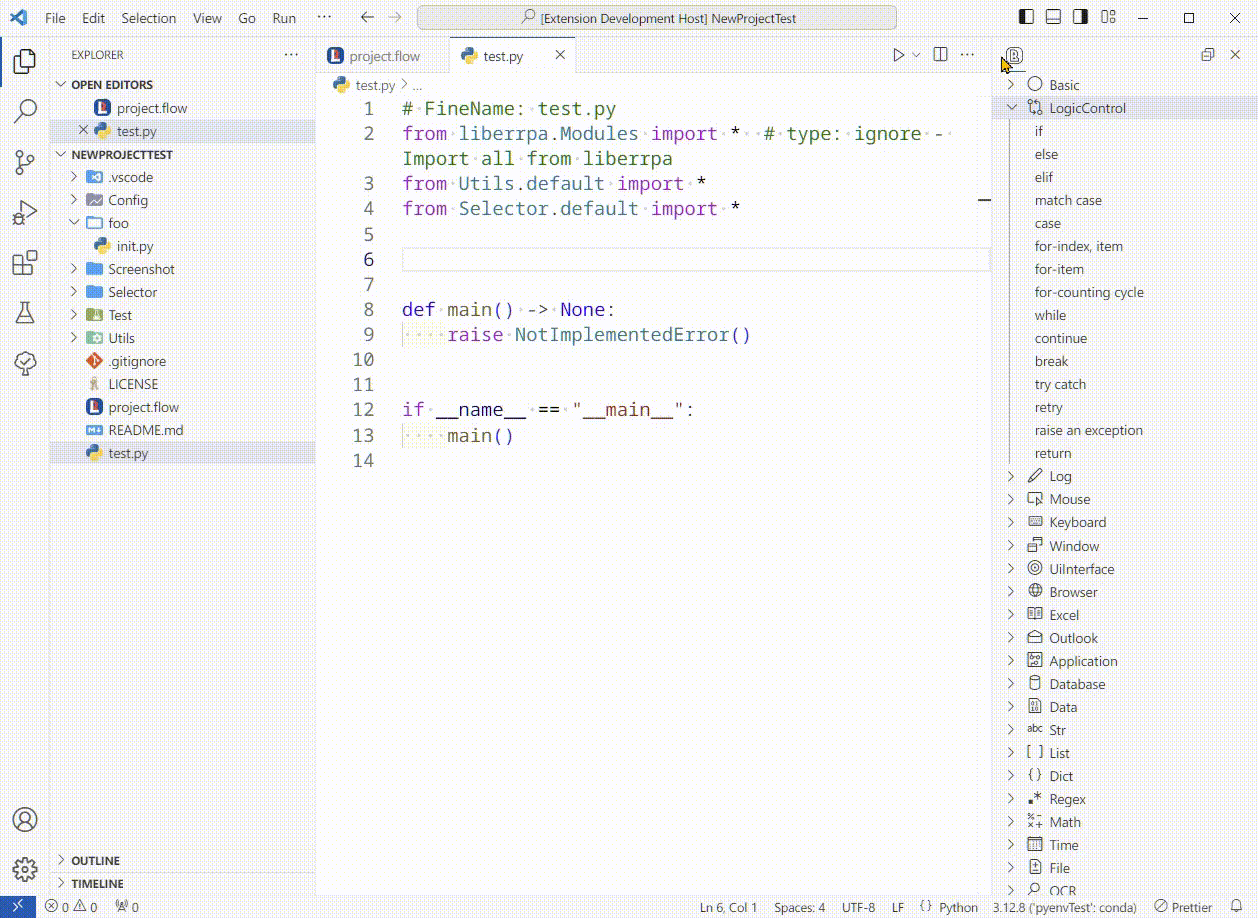 File Edit Selection View Go Run ··· [Extension Development Host] NewProjectTest
EXPLORER
OPEN EDITORS
project.flow
test.py
NEWPROJECTTEST
.vscode
Config
foo
init.py
Screenshot
Selector
Test
Utils
.gitignore
LICENSE
project.flow
README.md
test.py
OUTLINE
TIMELINE
project.flow test.py
test.py > ...
1 # FineName: test.py
2 from liberrpa.Modules import * # type: ignore -
Import all from liberrpa
3 from Utils.default import *
4 from Selector.default import *
5
6
7
8 def main() -> None:
9 raise NotImplementedError()
10
11
12 if __name__ == "__main__":
13 main()
14
Basic
LogicControl
if
else
elif
match case
case
for-index, item
for-item
for-counting cycle
while
continue
break
try catch
retry
raise an exception
return
Log
Mouse
Keyboard
Window
UiInterface
Browser
Excel
Outlook
Application
Database
Data
abc Str
[ ] List
{} Dict
.* Regex
Math
Time
File
OCR
0 0 0 Ln 6, Col 1 Spaces: 4 UTF-8 LF {} Python 3.12.8 ('pyenvTest': conda) Prettier